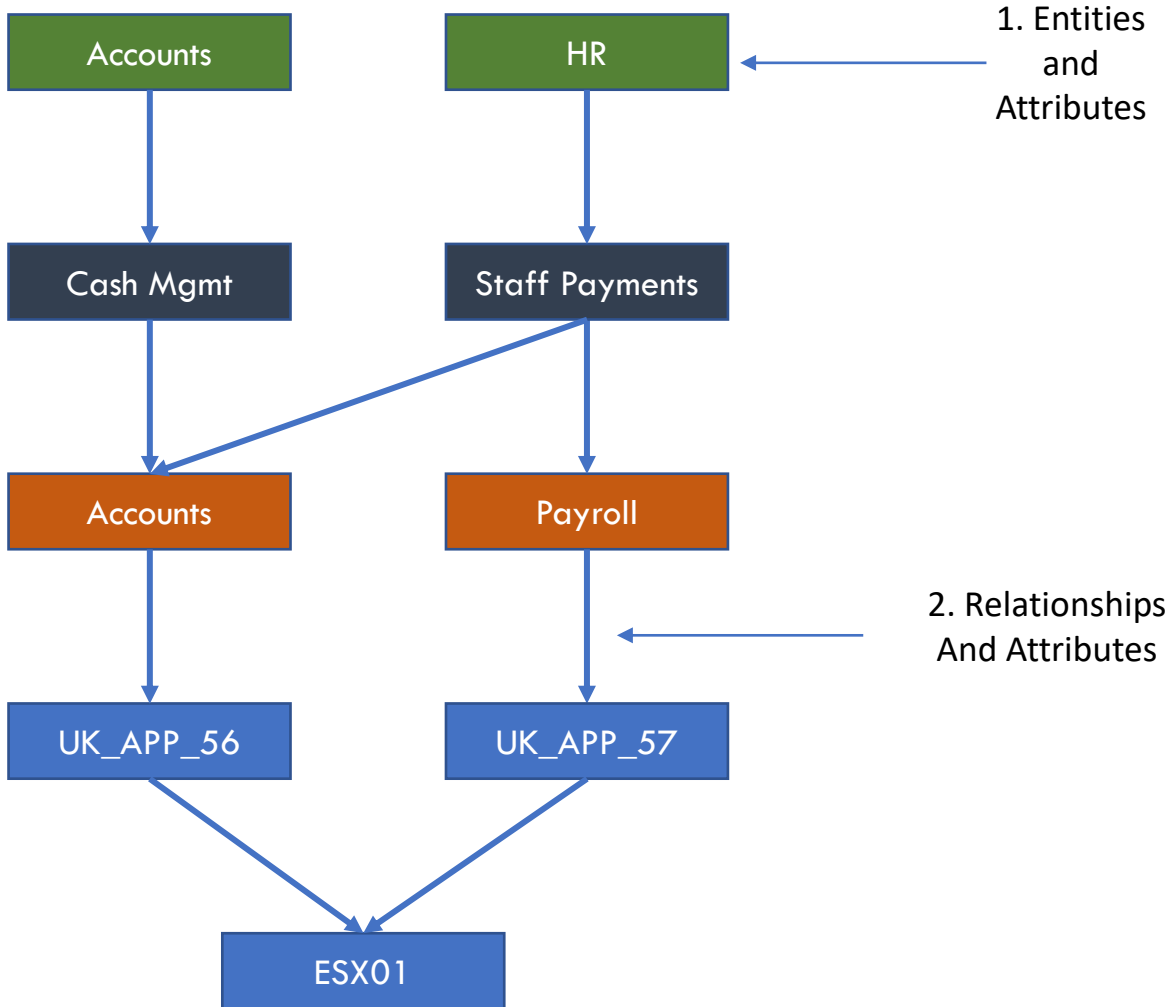 Accounts
HR
1. Entities
and
Attributes
Cash Mgmt
Staff Payments
Accounts
Payroll
2. Relationships
And Attributes
UK_APP_56
UK_APP_57
ESX01